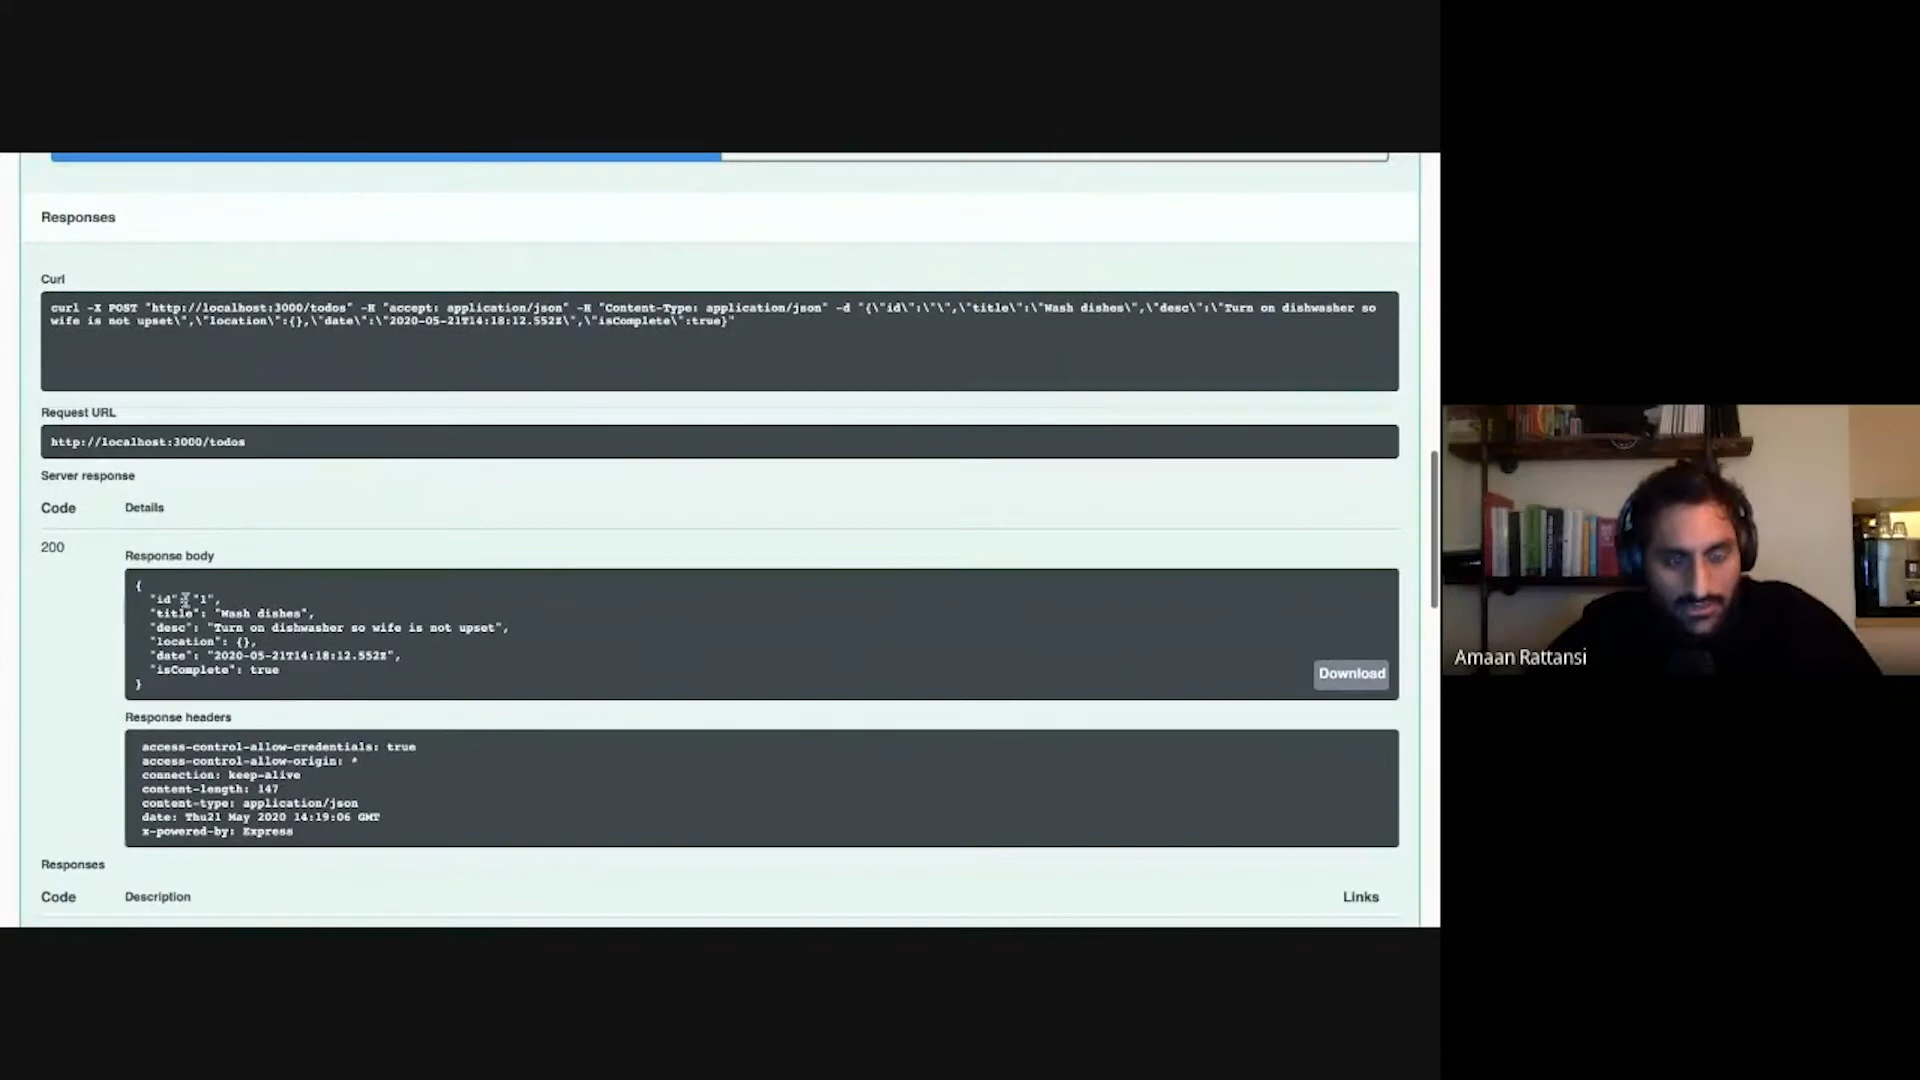 Responses
Curl
curl -X POST "http://localhost:3000/todos" -H "accept: application/json" -H "Content-Type: application/json" -d "{\"id\":\"\",\"title\":\"Wash dishes\",\"desc\":\"Turn on dishwasher so
wife is not upset\",\"location\":{},\"date\":\"2020-05-21T14:18:12.552Z\",\"isComplete\":true}"
Request URL
http://localhost:3000/todos
Server response
Code Details
200
Response body
{
"id": "1",
"title": "Wash dishes",
"desc": "Turn on dishwasher so wife is not upset",
"location": {},
"date": "2020-05-21T14:18:12.552Z",
"isComplete": true
}
Download
Response headers
access-control-allow-credentials: true
access-control-allow-origin: *
connection: keep-alive
content-length: 147
content-type: application/json
date: Thu21 May 2020 14:19:06 GMT
x-powered-by: Express
Responses
Code Description Links
Amaan Rattansi